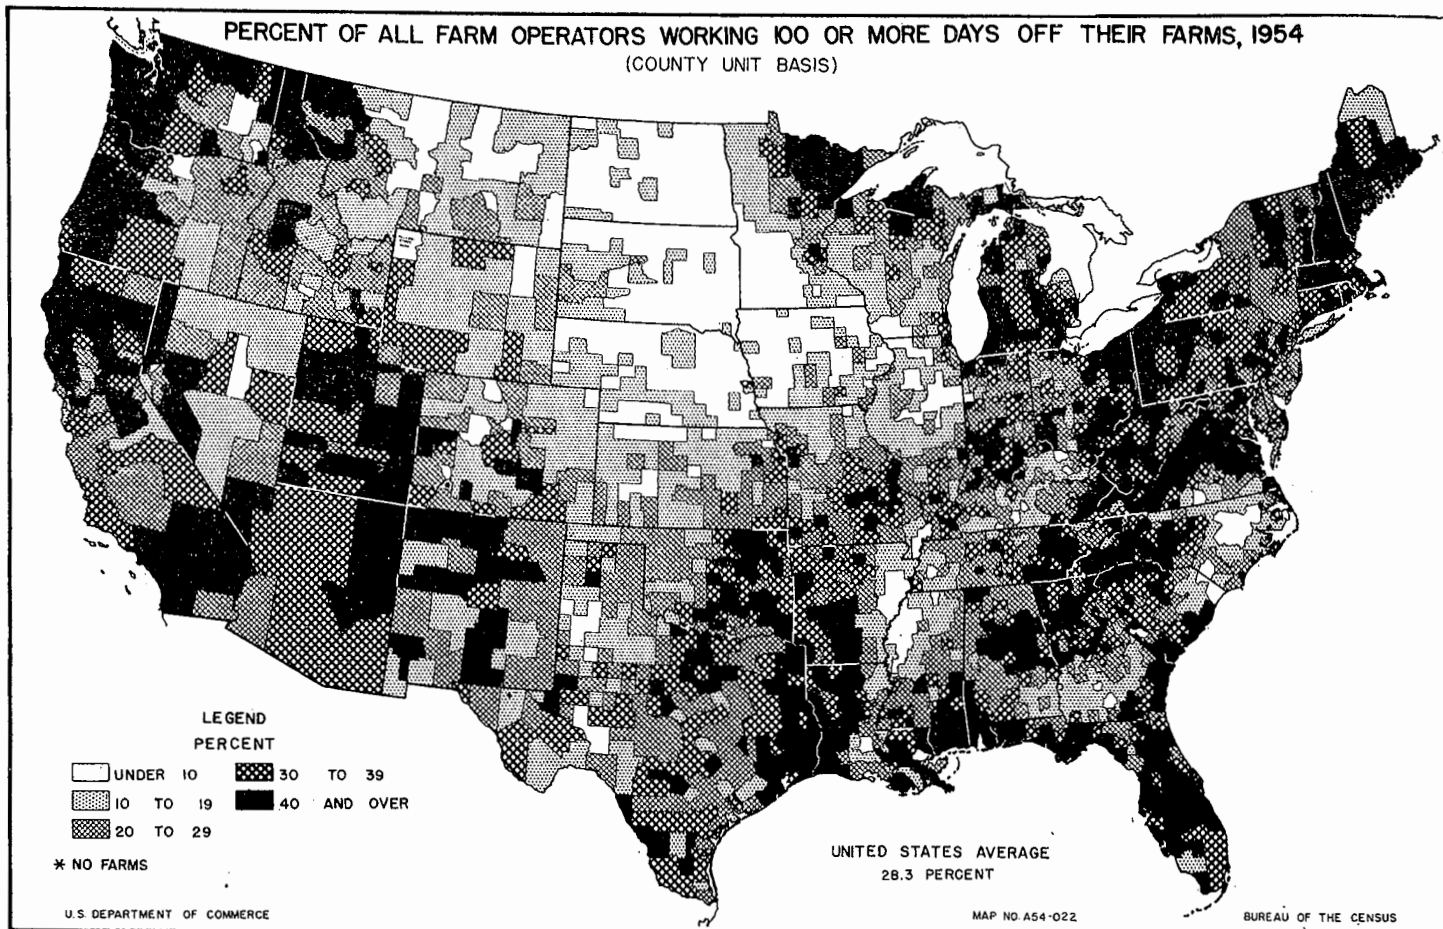 PERCENT OF ALL FARM OPERATORS WORKING 100 OR MORE DAYS OFF THEIR FARMS, 1954
(COUNTY UNIT BASIS)
LEGEND
PERCENT
UNDER 10
10 TO 19
20 TO 29
30 TO 39
40 AND OVER
* NO FARMS
UNITED STATES AVERAGE
28.3 PERCENT
U.S. DEPARTMENT OF COMMERCE
MAP NO. A54-022
BUREAU OF THE CENSUS